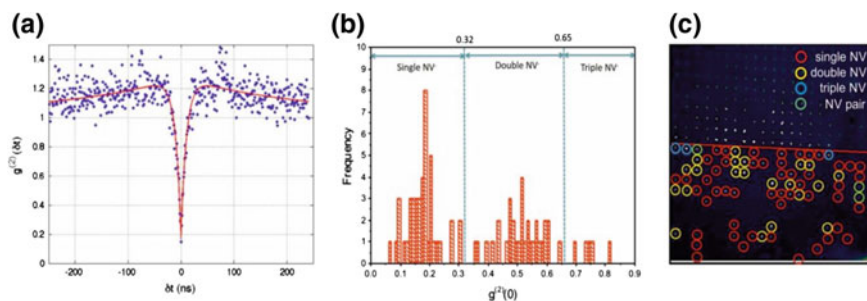 (a)
1.4
1.2
1
0.8
0.6
0.4
0.2
0
g(2) (δt)
-200
-100
0
100
200
δt (ns)
(b)
0.32
0.65
10
9
8
7
6
5
4
3
2
1
0
Frequency
Single NV-
Double NV-
Triple NV-
0.0
0.1
0.2
0.3
0.4
0.5
0.6
0.7
0.8
0.9
g(2)(0)
(c)
single NV
double NV
triple NV
NV pair